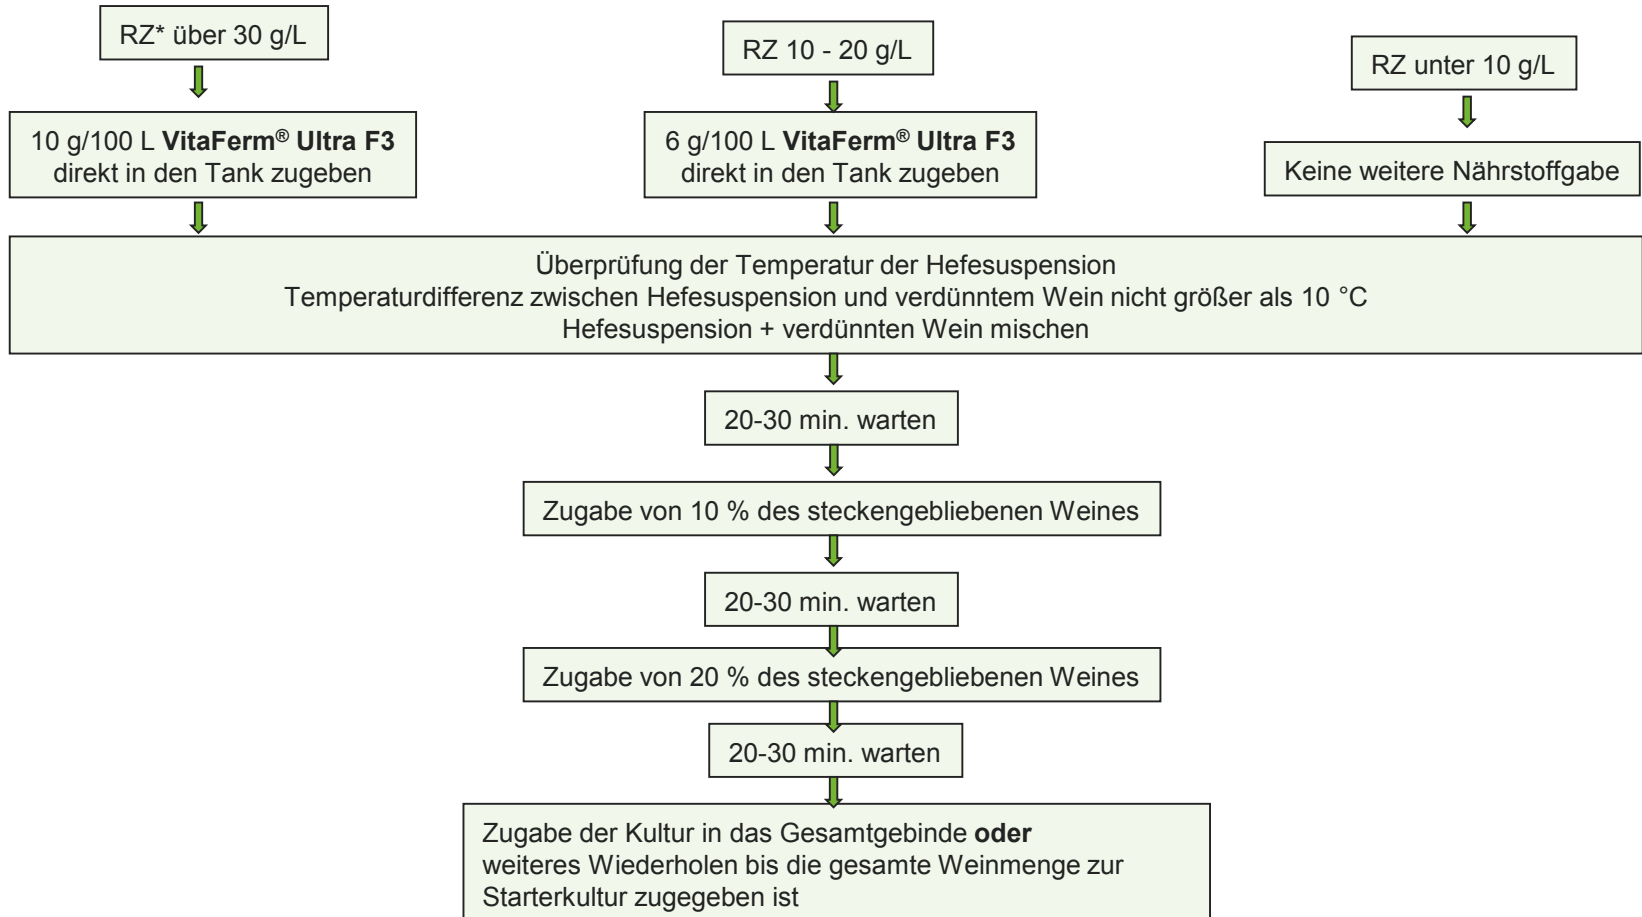 RZ* über 30 g/L
RZ 10 - 20 g/L
RZ unter 10 g/L
10 g/100 L VitaFerm® Ultra F3
direkt in den Tank zugeben
6 g/100 L VitaFerm® Ultra F3
direkt in den Tank zugeben
Keine weitere Nährstoffgabe
Überprüfung der Temperatur der Hefesuspension
Temperaturdifferenz zwischen Hefesuspension und verdünntem Wein nicht größer als 10 °C
Hefesuspension + verdünnten Wein mischen
20-30 min. warten
Zugabe von 10 % des steckengebliebenen Weines
20-30 min. warten
Zugabe von 20 % des steckengebliebenen Weines
20-30 min. warten
Zugabe der Kultur in das Gesamtgebinde oder
weiteres Wiederholen bis die gesamte Weinmenge zur
Starterkultur zugegeben ist